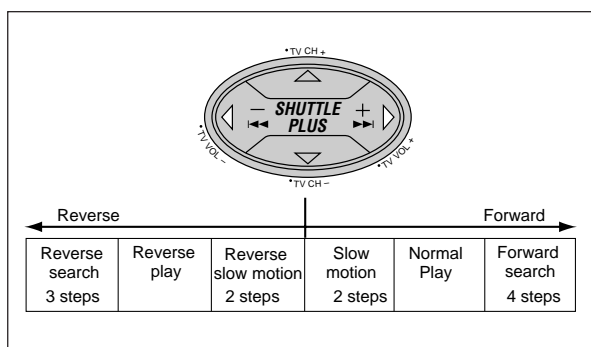 •TV CH +
— SHUTTLE +
PLUS
•TV VOL –
•TV VOL +
•TV CH –
Reverse Forward
Reverse search 3 steps
Reverse play
Reverse slow motion 2 steps
Slow motion 2 steps
Normal Play
Forward search 4 steps